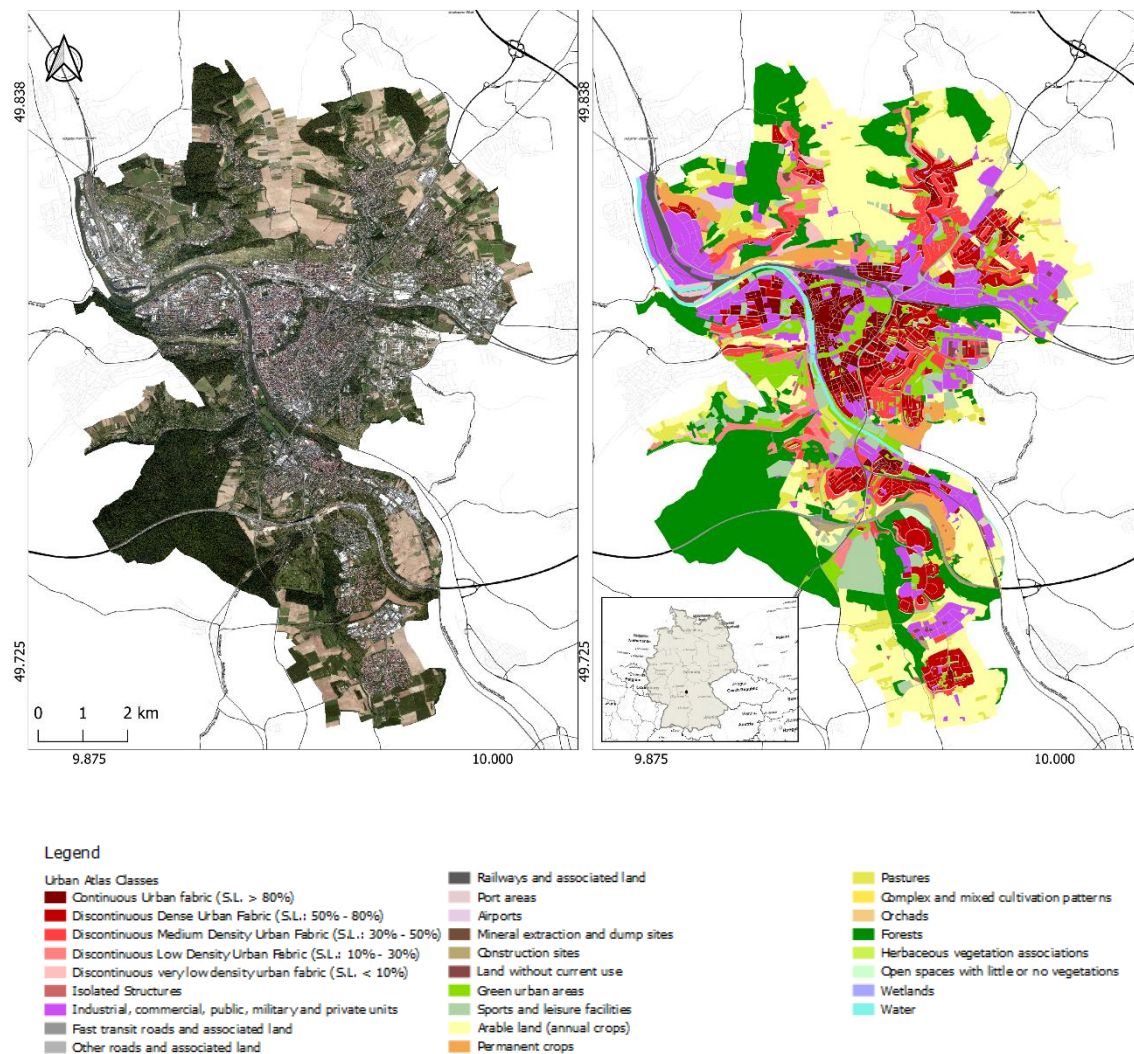 49.838
49.838
49.725
49.725
0 1 2 km
9.875
10.000
9.875
10.000
Czech Republic
Austria
Legend
Urban Atlas Classes
Continuous Urban fabric (S.L. > 80%)
Discontinuous Dense Urban Fabric (S.L.: 50% - 80%)
Discontinuous Medium Density Urban Fabric (S.L.: 30% - 50%)
Discontinuous Low Density Urban Fabric (S.L.: 10% - 30%)
Discontinuous very low density urban fabric (S.L. < 10%)
Isolated Structures
Industrial, commercial, public, military and private units
Fast transit roads and associated land
Other roads and associated land
Railways and associated land
Port areas
Airports
Mineral extraction and dump sites
Construction sites
Land without current use
Green urban areas
Sports and leisure facilities
Arable land (annual crops)
Permanent crops
Pastures
Complex and mixed cultivation patterns
Orchads
Forests
Herbaceous vegetation associations
Open spaces with little or no vegetations
Wetlands
Water